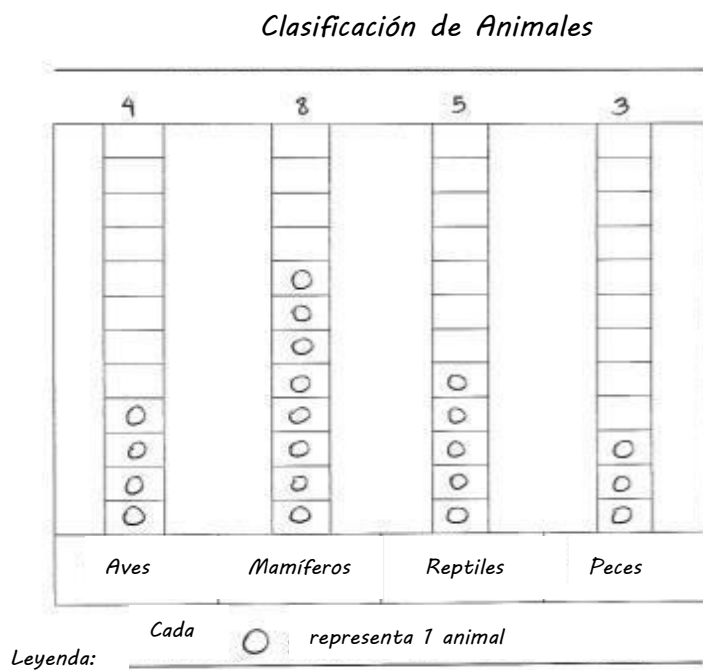 Clasificación de Animales
4 8 5 3
Aves Mamíferos Reptiles Peces
Leyenda: Cada representa 1 animal